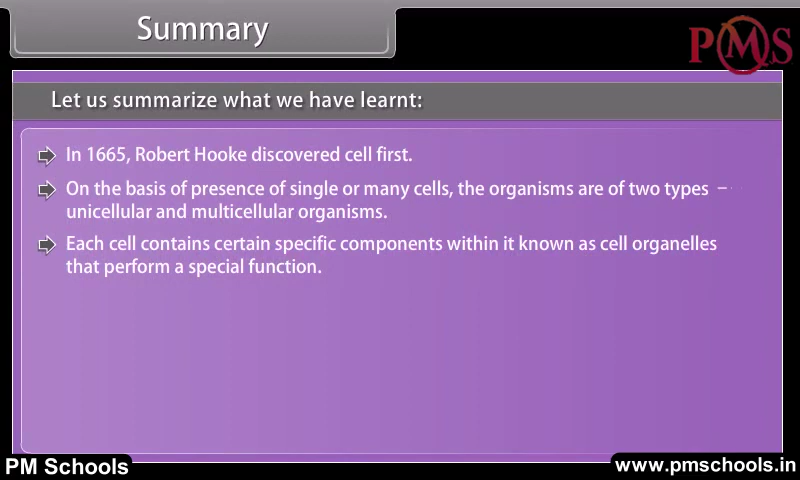 Summary
PMS
Let us summarize what we have learnt:
In 1665, Robert Hooke discovered cell first.
On the basis of presence of single or many cells, the organisms are of two types –
unicellular and multicellular organisms.
Each cell contains certain specific components within it known as cell organelles
that perform a special function.
PM Schools
www.pmschools.in